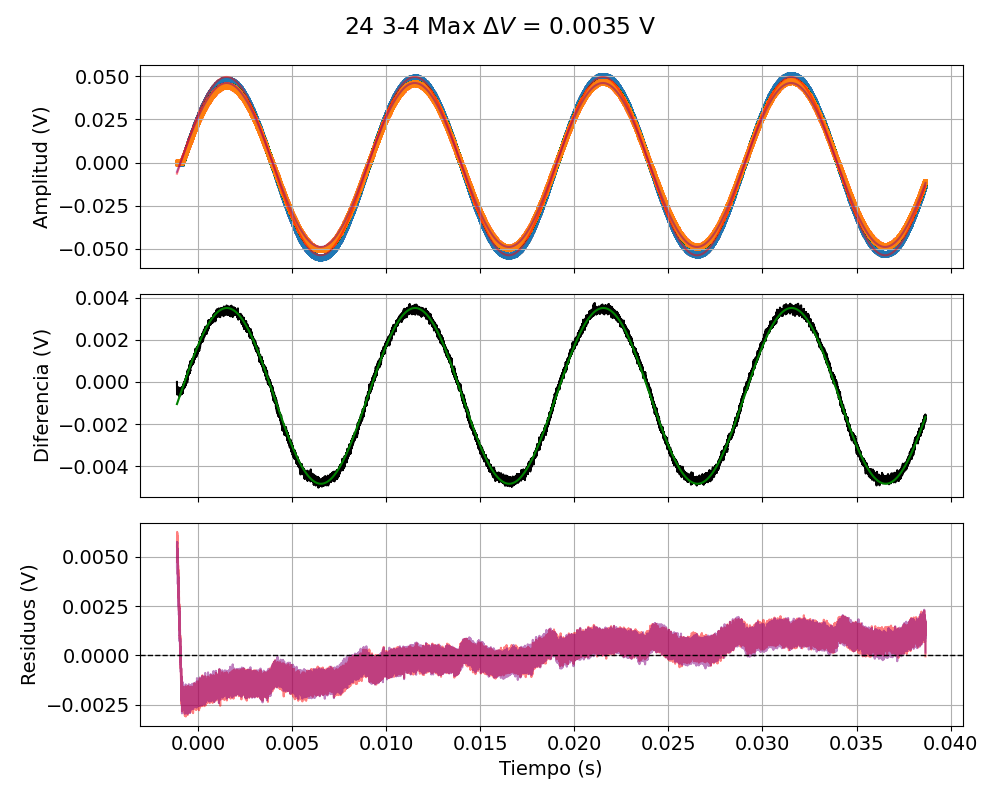 24 3-4 Max ΔV = 0.0035 V
0.050
0.025
0.000
−0.025
−0.050
Amplitud (V)
0.004
0.002
0.000
−0.002
−0.004
Diferencia (V)
0.0050
0.0025
0.0000
−0.0025
Residuos (V)
0.000 0.005 0.010 0.015 0.020 0.025 0.030 0.035 0.040
Tiempo (s)